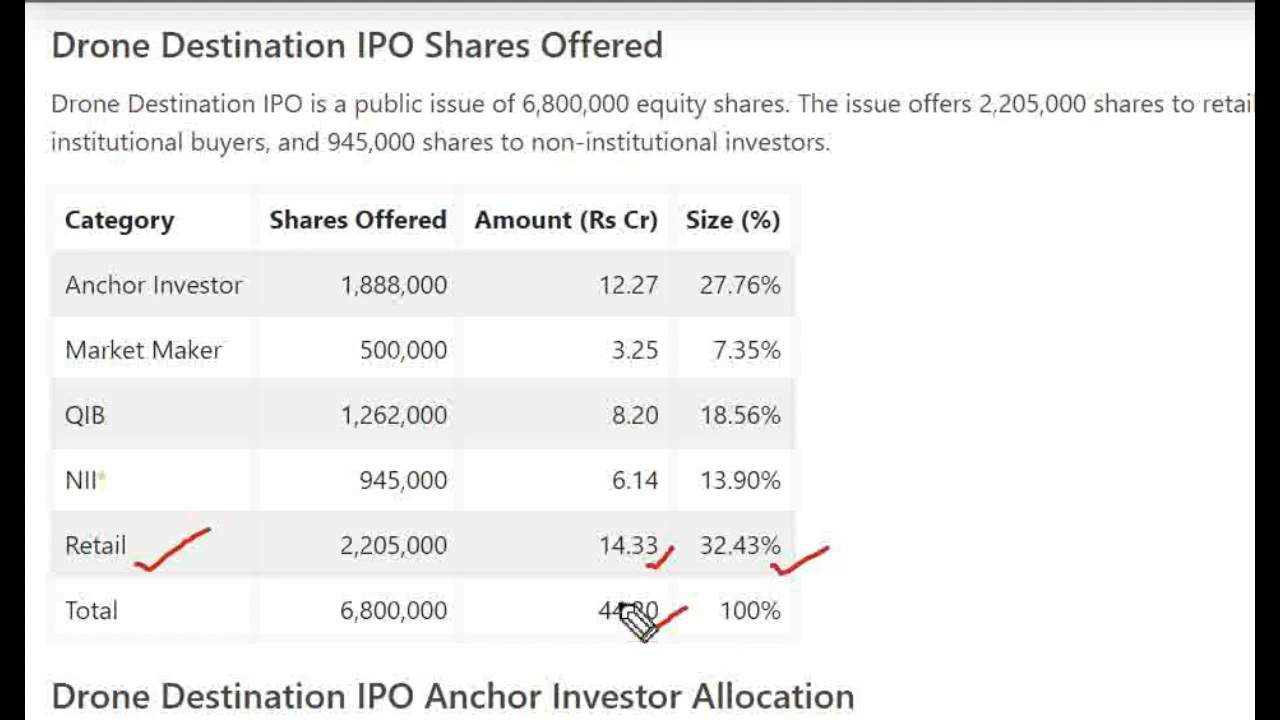 Drone Destination IPO Shares Offered
Drone Destination IPO is a public issue of 6,800,000 equity shares. The issue offers 2,205,000 shares to retai
institutional buyers, and 945,000 shares to non-institutional investors.
Category Shares Offered Amount (Rs Cr) Size (%)
Anchor Investor 1,888,000 12.27 27.76%
Market Maker 500,000 3.25 7.35%
QIB 1,262,000 8.20 18.56%
NII* 945,000 6.14 13.90%
Retail 2,205,000 14.33 32.43%
Total 6,800,000 100%
Drone Destination IPO Anchor Investor Allocation